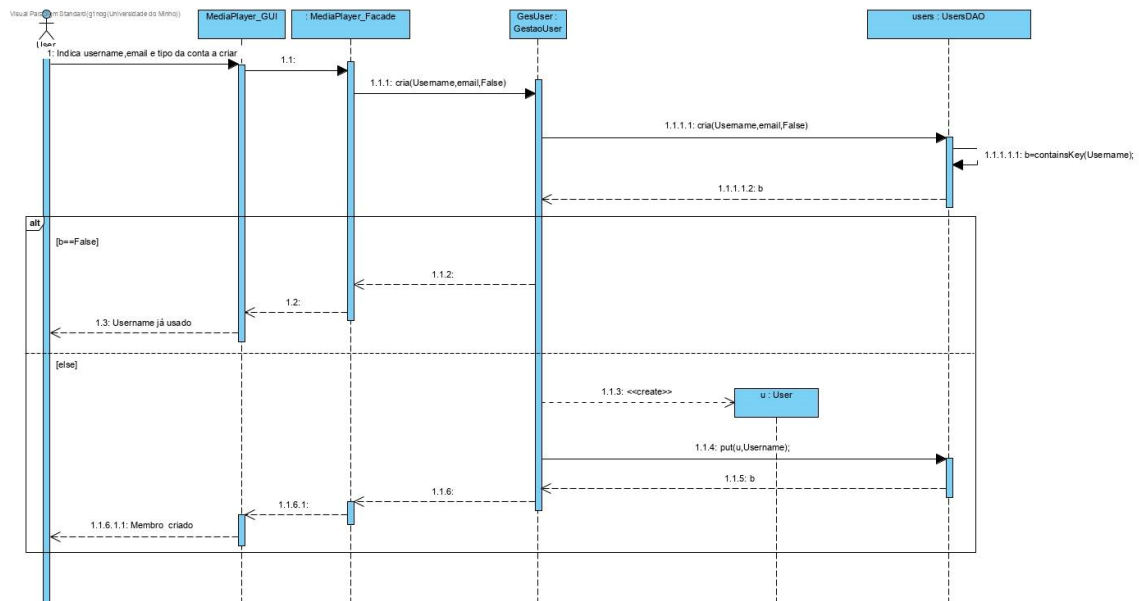 Visual Paradigm Standard(g1nog(Universidade do Minho))
MediaPlayer_GUI
: MediaPlayer_Facade
GesUser :
GestaoUser
users : UsersDAO
User
1: Indica username,email e tipo da conta a criar
1.1:
1.1.1: cria(Username,email,False)
1.1.1.1: cria(Username,email,False)
1.1.1.1.1: b=containsKey(Username);
1.1.1.1.2: b
alt
[b==False]
1.1.2:
1.2:
1.3: Username já usado
[else]
1.1.3: <<create>>
u : User
1.1.4: put(u,Username);
1.1.5: b
1.1.6:
1.1.6.1:
1.1.6.1.1: Membro criado